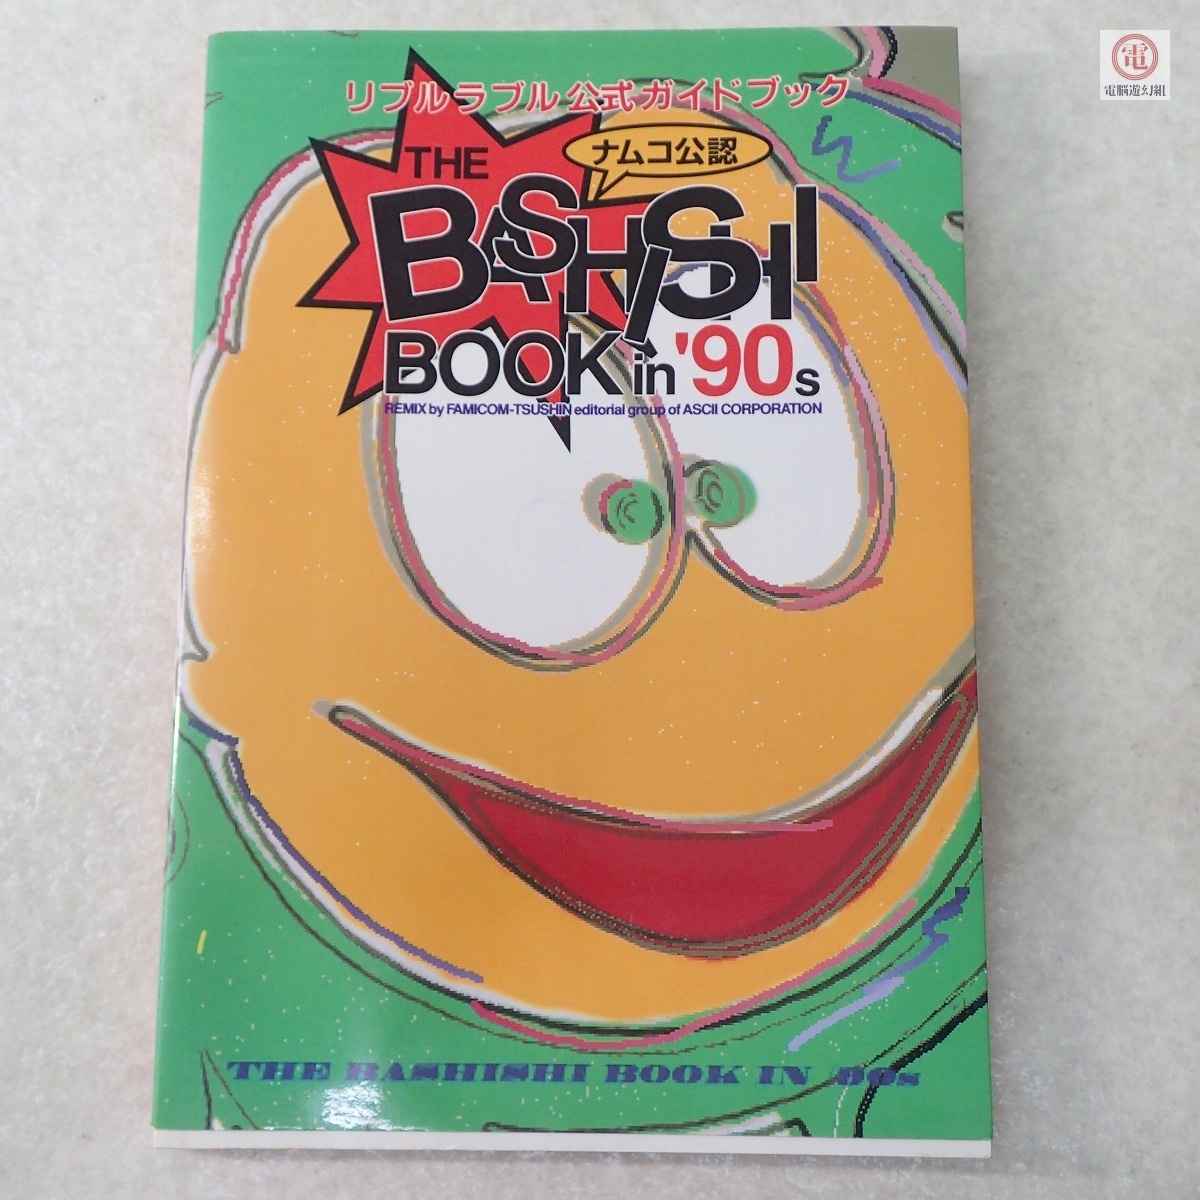 リブルラブル公式ガイドブック
ナムコ公認
THE
BASHISHI
BOOK in '90s
REMIX by FAMICOM-TSUSHIN editorial group of ASCII CORPORATION
THE BASHISHI BOOK IN '90s
電
電脳遊幻組